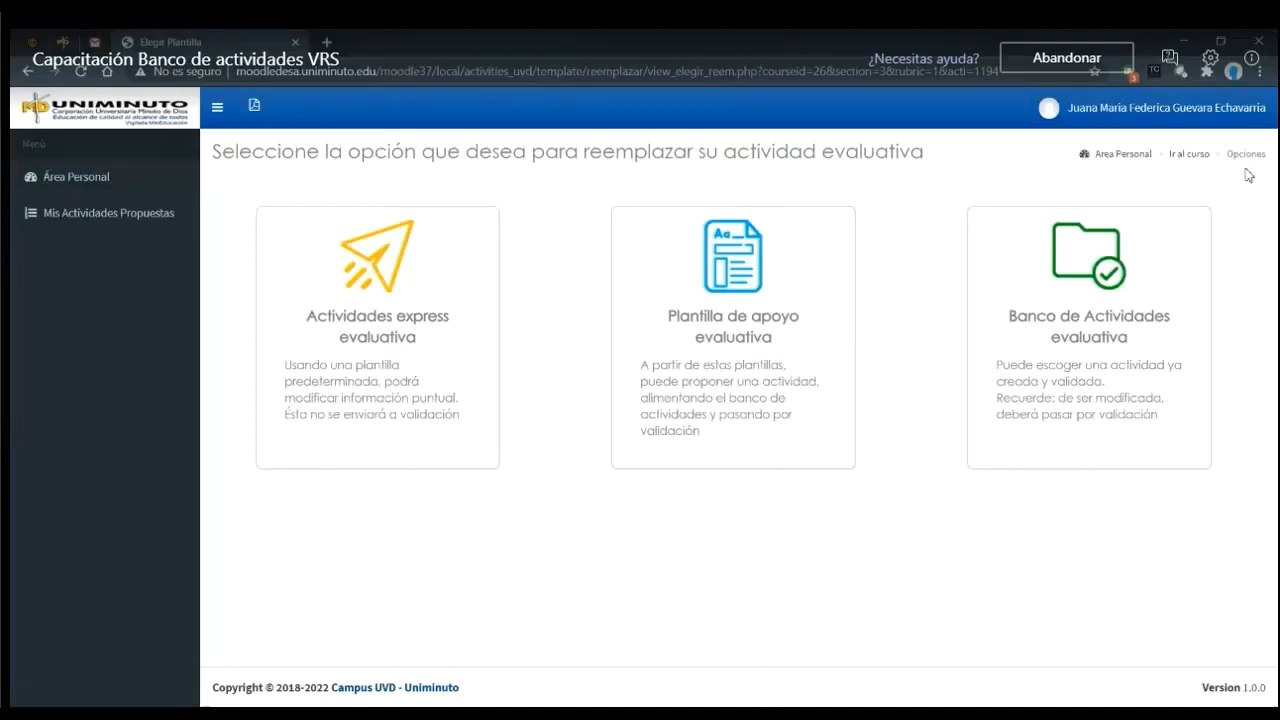 Elegir Plantilla
Capacitación Banco de actividades VRS
¿Necesitas ayuda?
Abandonar
No es seguro | moodledesa.uniminuto.edu/moodle37/local/activities_uvd/template/reemplazar/view_elegir_reem.php?courseid=26&section=3&rubric=1&acti=1194
TC
3
UNIMINUTO
Corporación Universitaria Minuto de Dios
Educación de calidad al alcance de todos
Vigilada MinEducación
Juana Maria Federica Guevara Echavarria
Menú
Área Personal
Mis Actividades Propuestas
Seleccione la opción que desea para reemplazar su actividad evaluativa
Area Personal
Ir al curso
Opciones
Actividades express
evaluativa
Usando una plantilla
predeterminada, podrá
modificar información puntual.
Ésta no se enviará a validación
Aa
Plantilla de apoyo
evaluativa
A partir de estas plantillas,
puede proponer una actividad,
alimentando el banco de
actividades y pasando por
validación
Banco de Actividades
evaluativa
Puede escoger una actividad ya
creada y validada.
Recuerde: de ser modificada,
deberá pasar por validación
Copyright © 2018-2022 Campus UVD - Uniminuto
Version 1.0.0